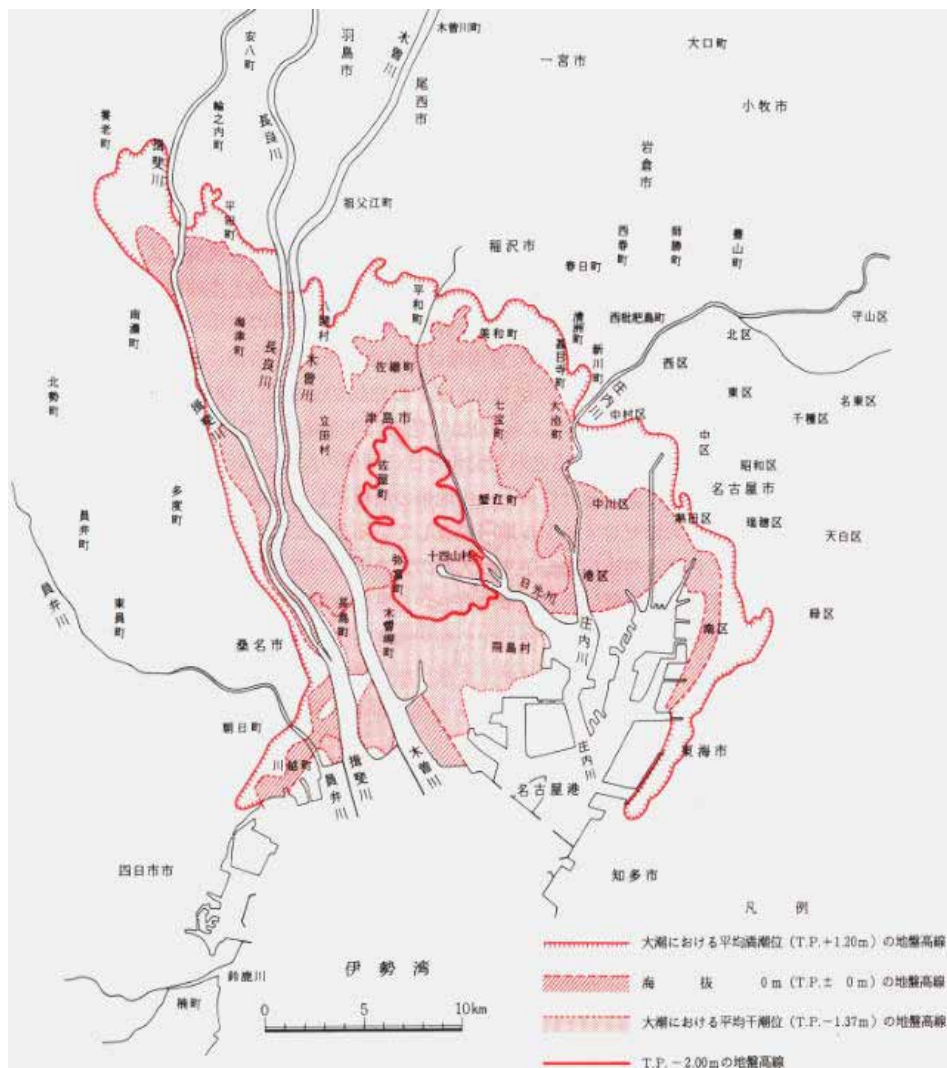 安八町
羽島市
木曽川
木曽川町
一宮市
大口町
尾西市
小牧市
養老町
揖斐川
輪之内町
長良川
岩倉市
平田町
祖父江町
稲沢市
西春町
師勝町
豊山町
春日町
平和町
清洲町
西枇杷島町
守山区
南濃町
海津町
八開村
美和町
甚目寺町
新川町
庄内川
北区
西区
長良川
木曽川
佐織町
北勢町
東区
名東区
千種区
揖斐川
立田村
津島市
七宝町
大治町
中村区
中区
昭和区
名古屋市
佐屋町
多度町
蟹江町
中川区
熱田区
瑞穂区
天白区
員弁町
十四山村
弥富町
日光川
港区
員弁川
東員町
長島町
木曽岬町
緑区
南区
桑名市
飛島村
庄内川
朝日町
川越町
東海市
庄内川
員弁川
揖斐川
木曽川
名古屋港
四日市市
知多市
凡 例
大潮における平均満潮位(T.P.+1.20m)の地盤高線
伊勢湾
海 抜 0m(T.P.± 0m)の地盤高線
鈴鹿川
楠町
0 5 10km
大潮における平均干潮位(T.P.−1.37m)の地盤高線
T.P.−2.00mの地盤高線